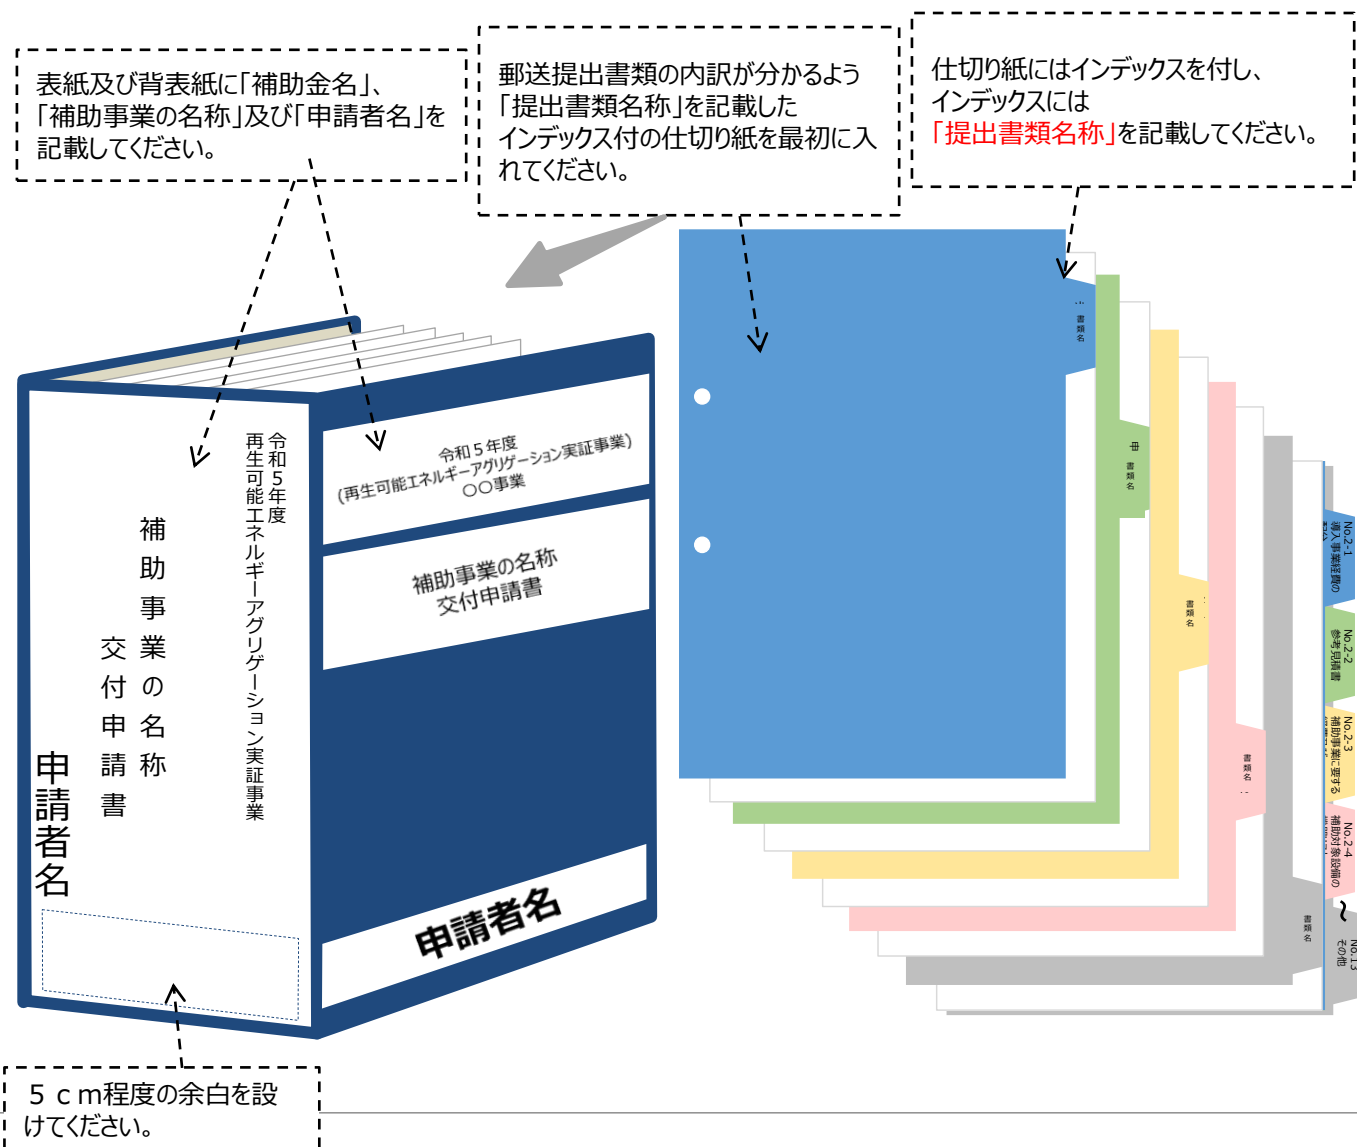 表紙及び背表紙に「補助金名」、
「補助事業の名称」及び「申請者名」を
記載してください。
郵送提出書類の内訳が分かるよう
「提出書類名称」を記載した
インデックス付の仕切り紙を最初に入
れてください。
仕切り紙にはインデックスを付し、
インデックスには
「提出書類名称」を記載してください。
令和5年度
再生可能エネルギーアグリゲーション実証事業
補助事業の名称
交付申請書
申請者名
令和5年度
(再生可能エネルギーアグリゲーション実証事業)
〇〇事業
補助事業の名称
交付申請書
申請者名
書類名
申
書類名
書類名
書類名
書類名
No.2-1
導入事業経費の
No.2-2
参考見積書
No.2-3
補助事業に要する
No.2-4
補助対象設備の
~
No.13
その他
5cm程度の余白を設
けてください。